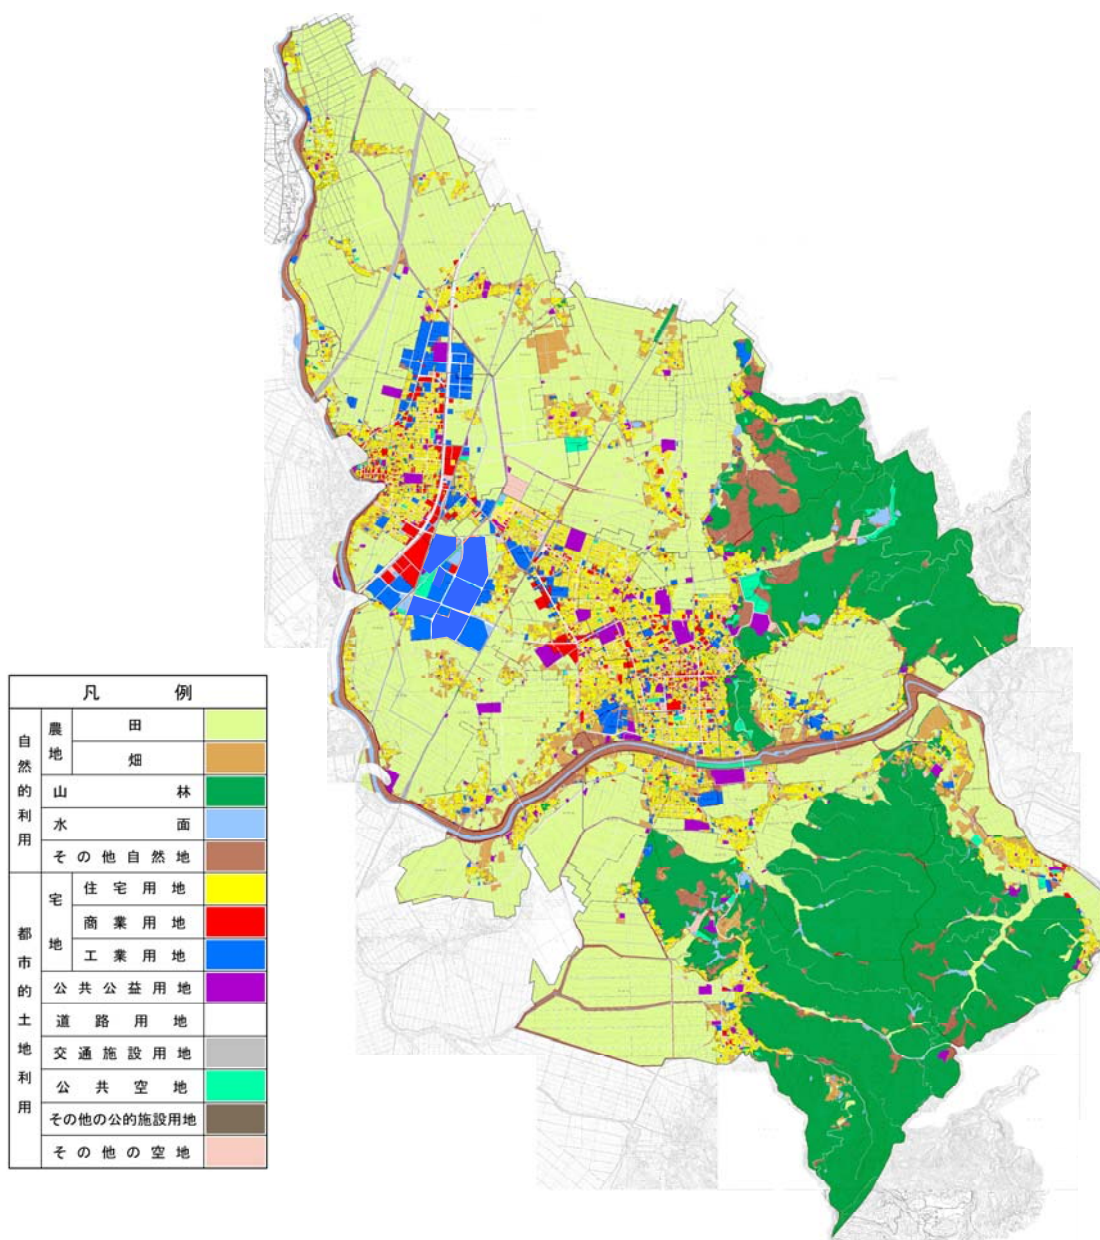 凡例
自然的利用
農地
田
畑
山林
水面
その他自然地
都市的土地利用
宅地
住宅用地
商業用地
工業用地
公共公益用地
道路用地
交通施設用地
公共空地
その他の公的施設用地
その他の空地